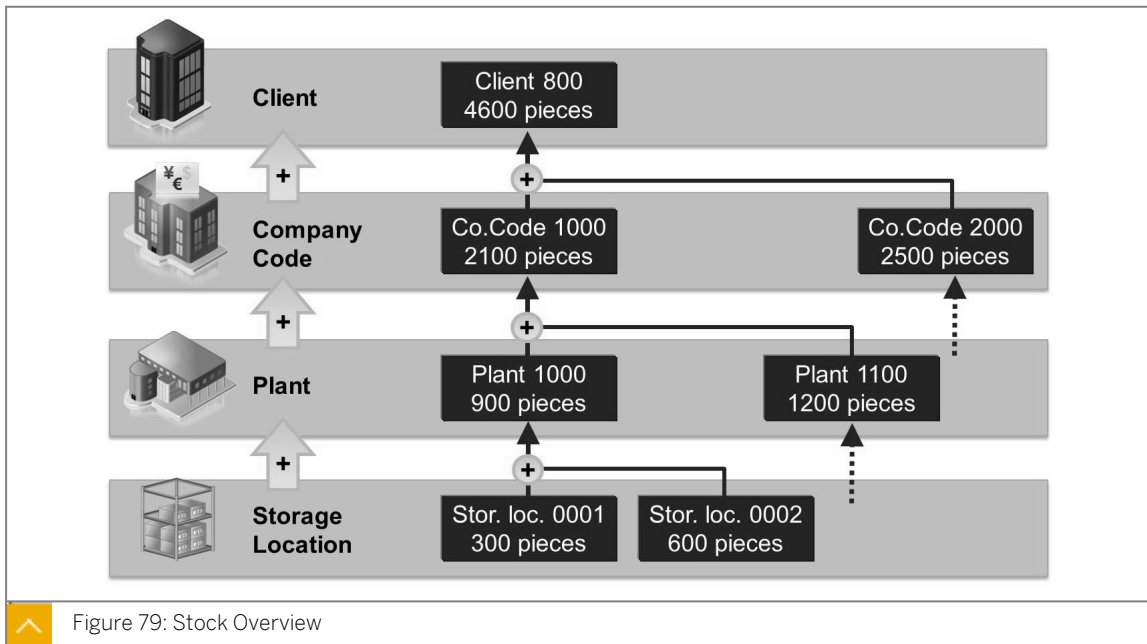 Client
Client 800
4600 pieces
+
+
¥ $
€
Company
Code
Co.Code 1000
2100 pieces
Co.Code 2000
2500 pieces
+
+
Plant
Plant 1000
900 pieces
Plant 1100
1200 pieces
+
+
Storage
Location
Stor. loc. 0001
300 pieces
Stor. loc. 0002
600 pieces
Figure 79: Stock Overview